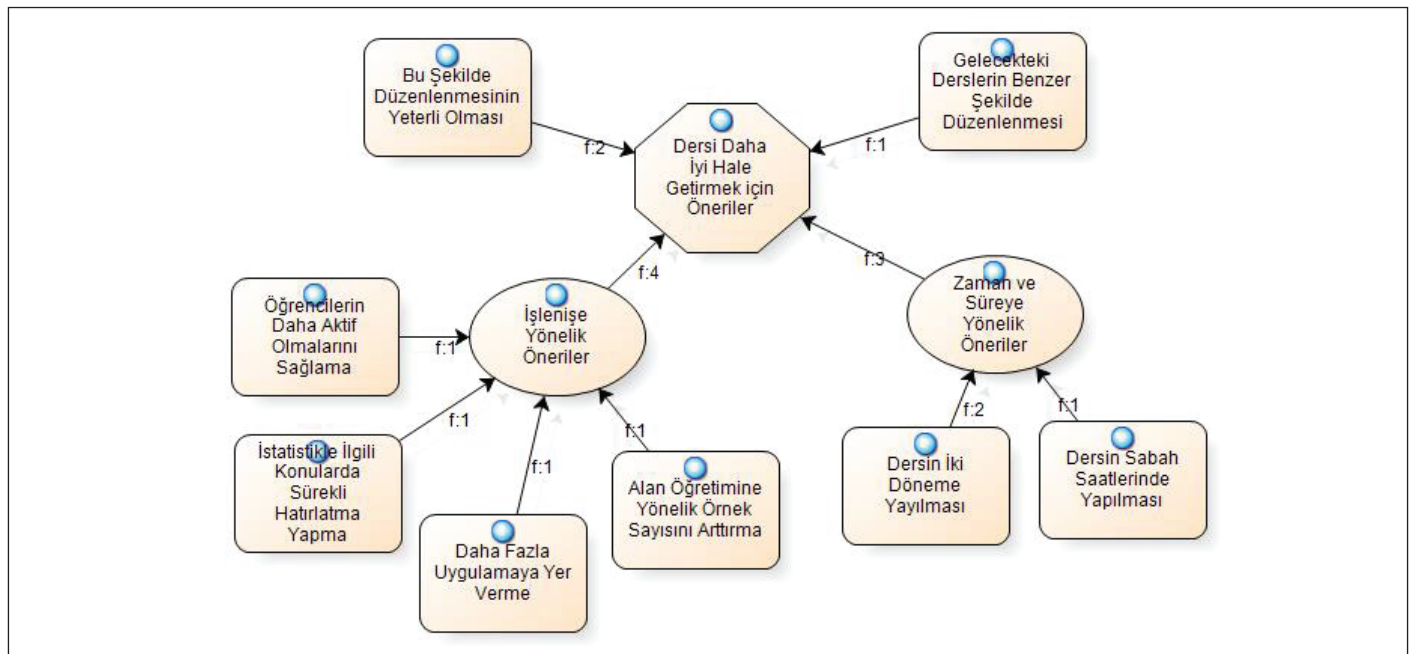 Bu Şekilde
Düzenlenmesinin
Yeterli Olması
Gelecekteki
Derslerin Benzer
Şekilde
Düzenlenmesi
f:2
f:1
Dersi Daha
İyi Hale
Getirmek için
Öneriler
f:4
f:3
Öğrencilerin
Daha Aktif
Olmalarını
Sağlama
f:1
İşlenişe
Yönelik
Öneriler
Zaman ve
Süreye
Yönelik
Öneriler
f:1
f:1
f:1
f:2
f:1
İstatistikle İlgili
Konularda
Sürekli
Hatırlatma
Yapma
Daha Fazla
Uygulamaya Yer
Verme
Alan Öğretimine
Yönelik Örnek
Sayısını Arttırma
Dersin İki
Döneme
Yayılması
Dersin Sabah
Saatlerinde
Yapılması